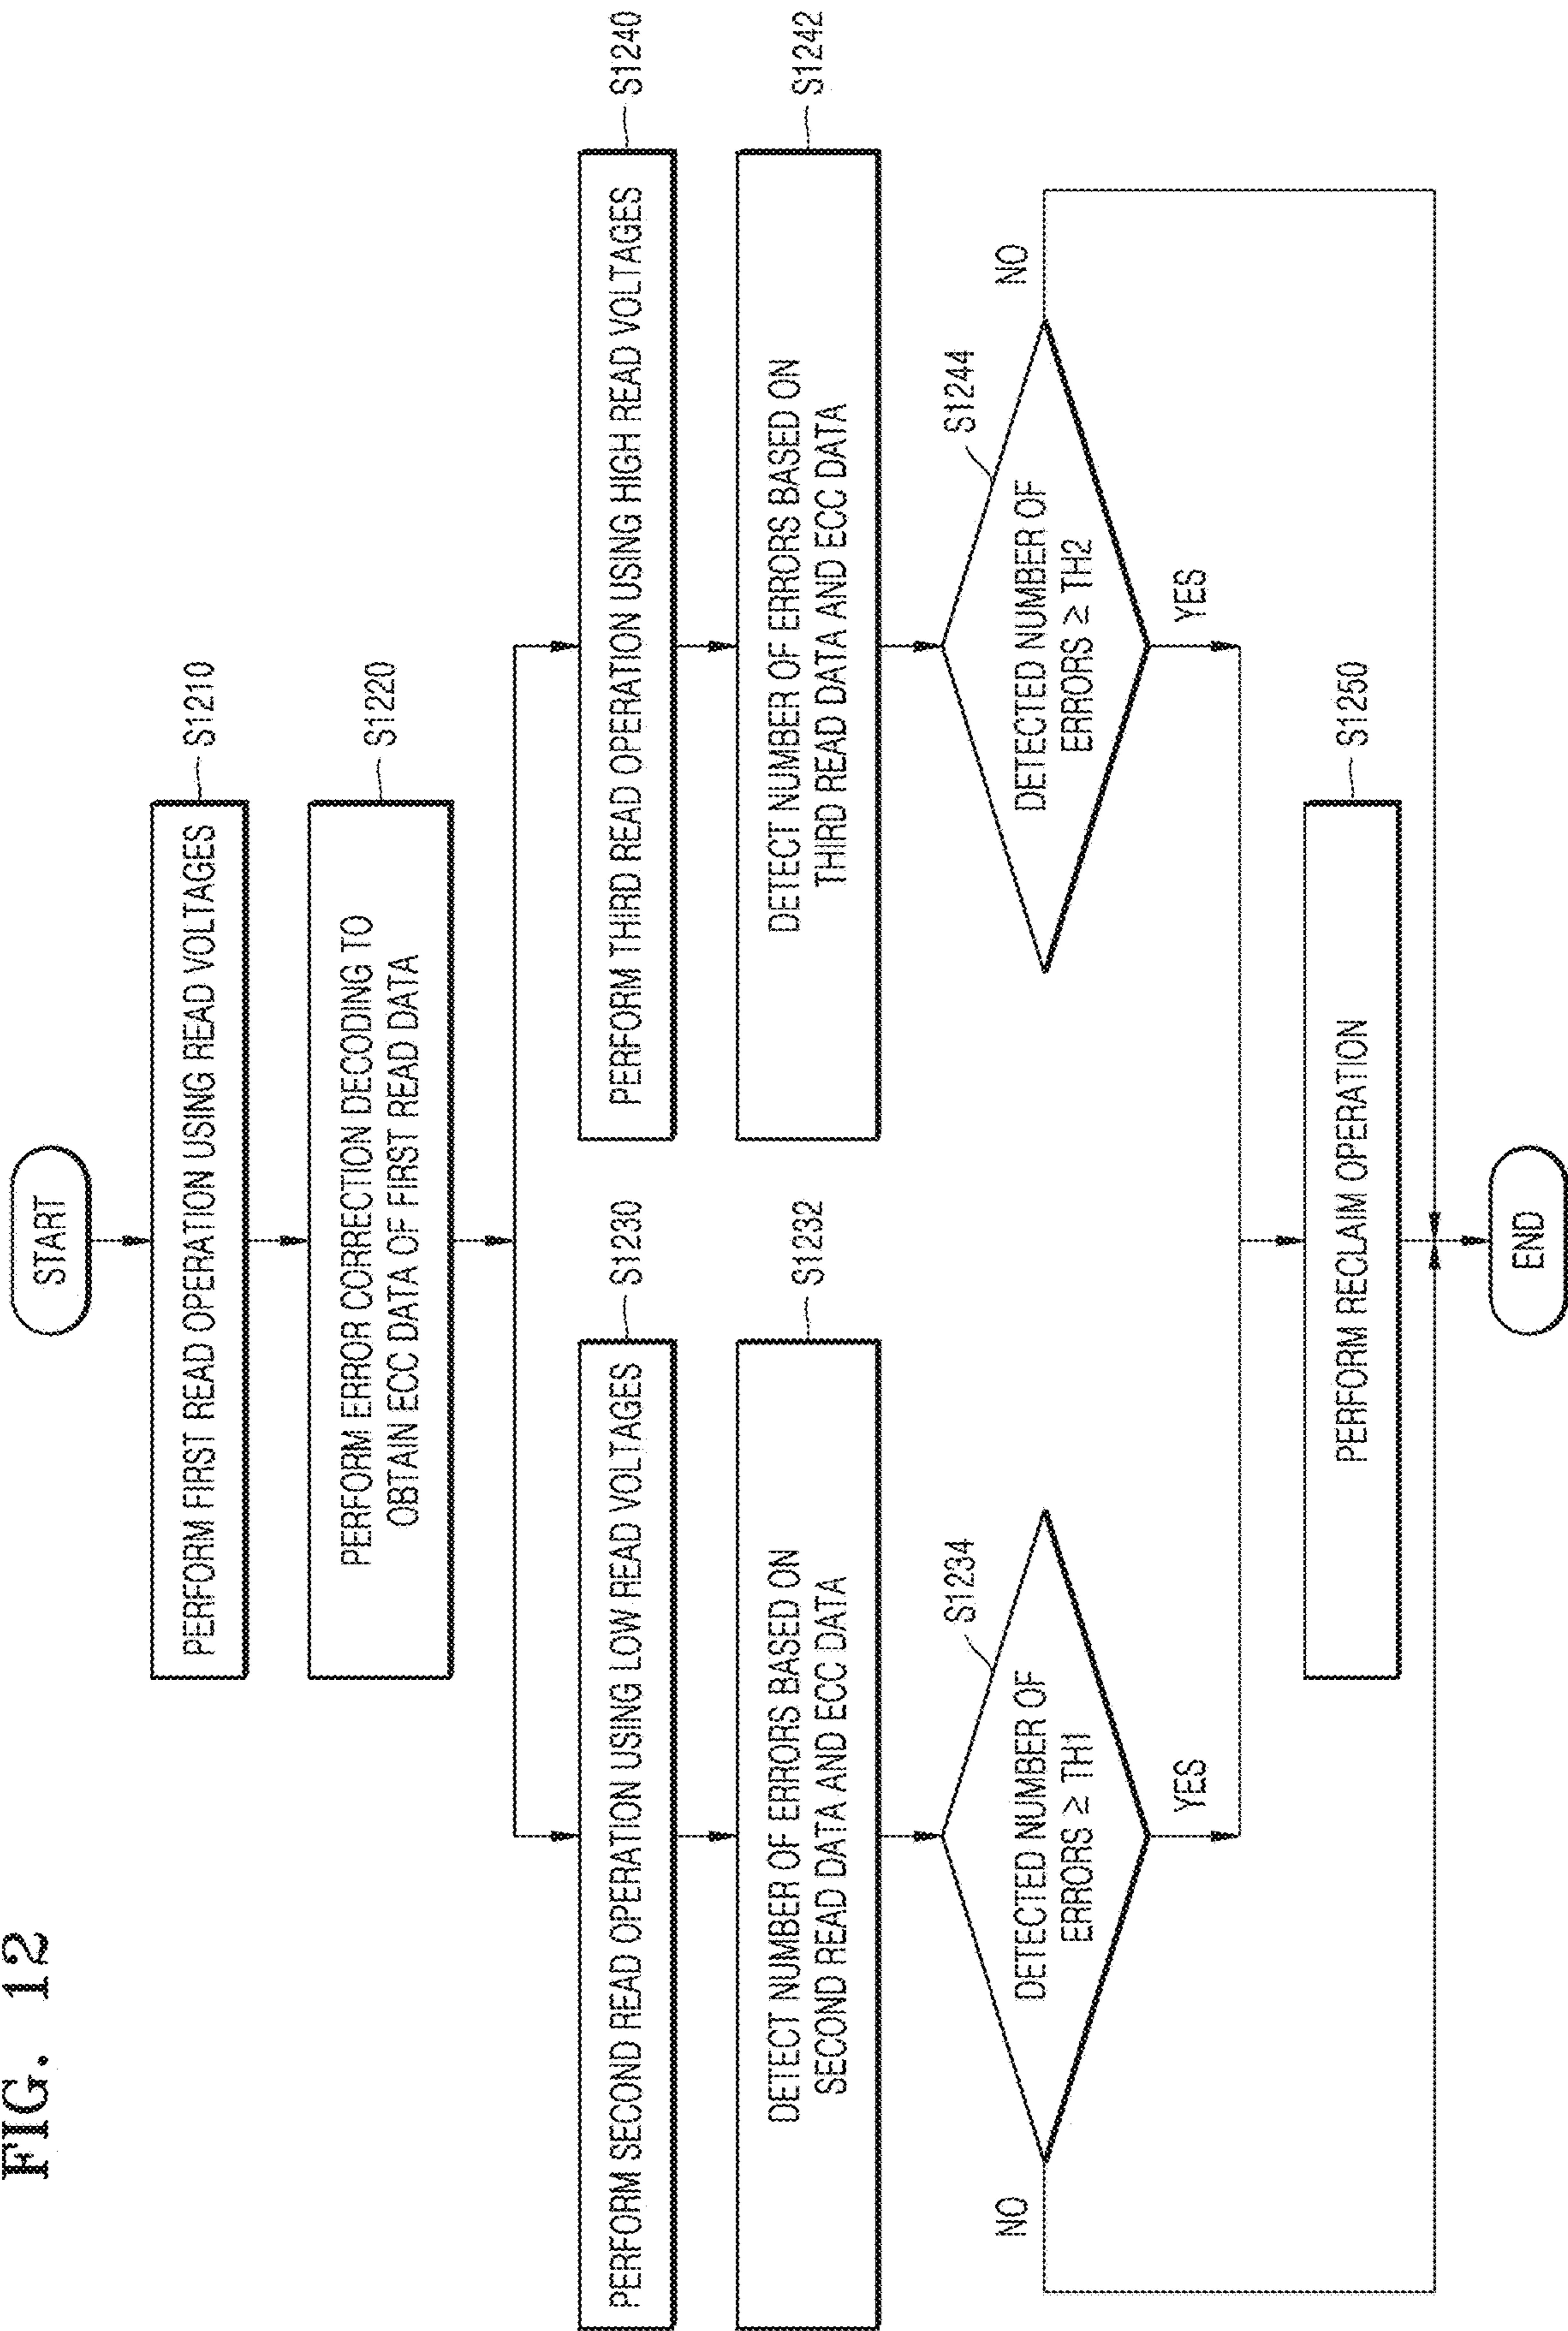 FIG. 12
START
PERFORM FIRST READ OPERATION USING READ VOLTAGES
S1210
PERFORM ERROR CORRECTION DECODING TO
OBTAIN ECC DATA OF FIRST READ DATA
S1220
PERFORM SECOND READ OPERATION USING LOW READ VOLTAGES
S1230
DETECT NUMBER OF ERRORS BASED ON
SECOND READ DATA AND ECC DATA
S1232
DETECTED NUMBER OF
ERRORS ≥ TH1
S1234
NO
YES
PERFORM THIRD READ OPERATION USING HIGH READ VOLTAGES
S1240
DETECT NUMBER OF ERRORS BASED ON
THIRD READ DATA AND ECC DATA
S1242
DETECTED NUMBER OF
ERRORS ≥ TH2
S1244
NO
YES
PERFORM RECLAIM OPERATION
S1250
END